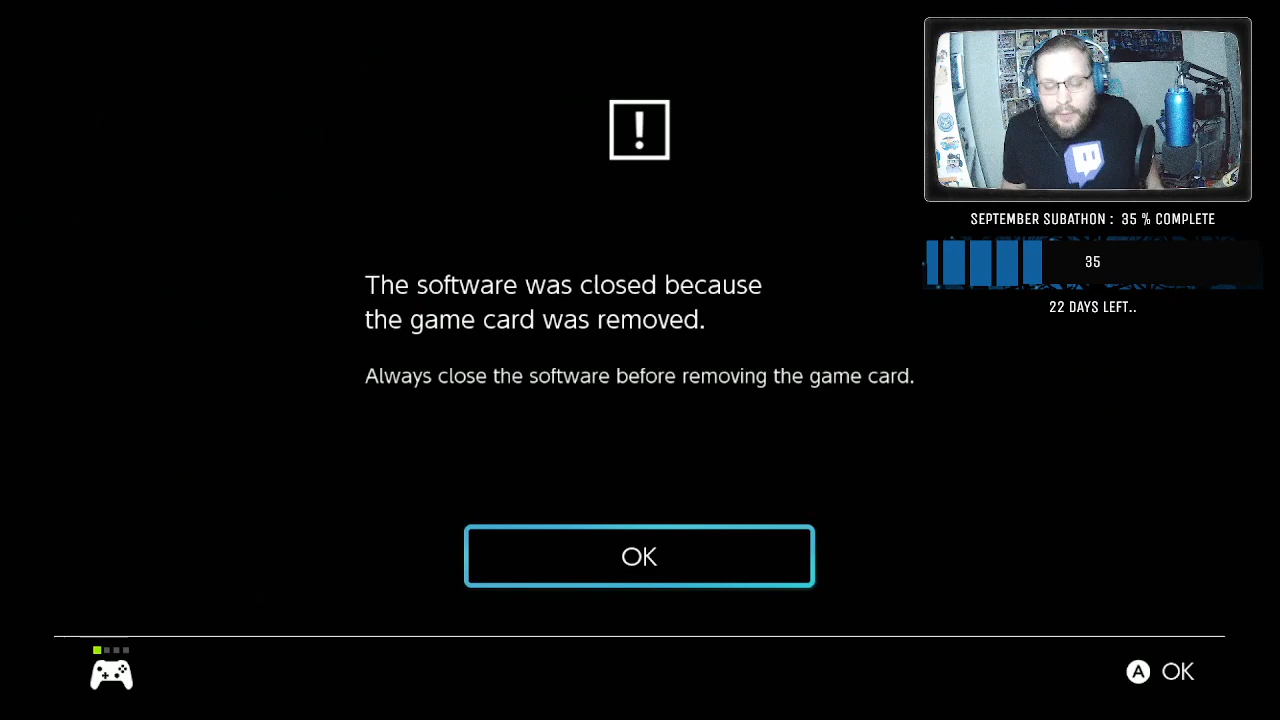 !
SEPTEMBER SUBATHON : 35 % COMPLETE
35
22 DAYS LEFT..
The software was closed because
the game card was removed.
Always close the software before removing the game card.
OK
A OK